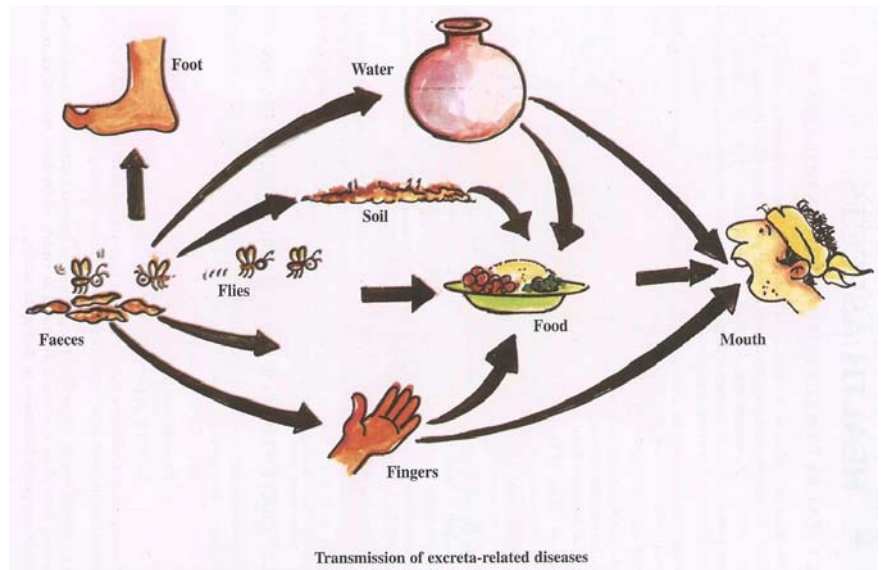 Foot
Water
Soil
Flies
Faeces
Food
Mouth
Fingers
Transmission of excreta-related diseases